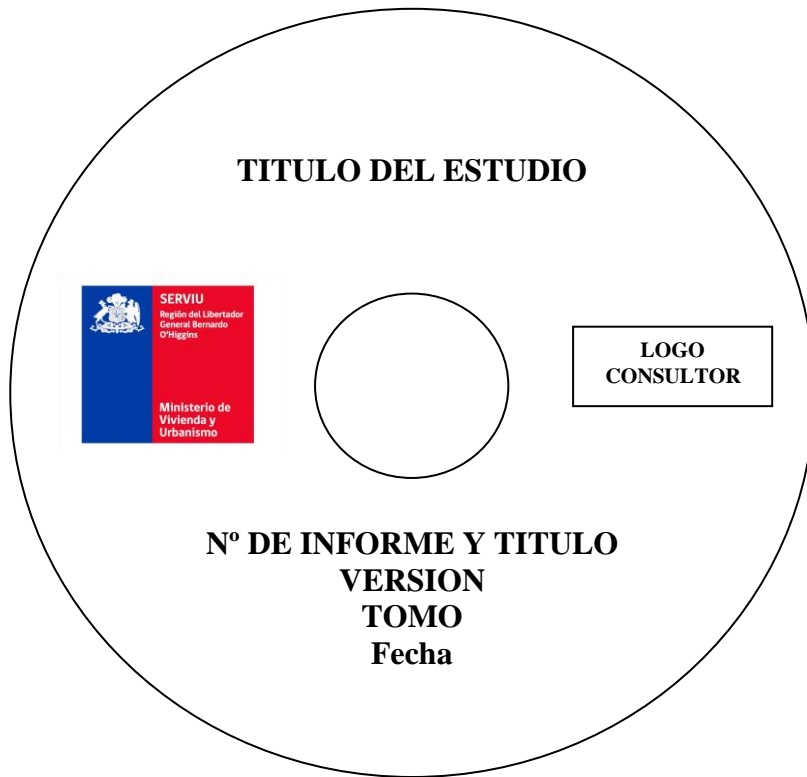 TITULO DEL ESTUDIO
SERVIU
Región del Libertador
General Bernardo
O'Higgins
Ministerio de
Vivienda y
Urbanismo
LOGO
CONSULTOR
Nº DE INFORME Y TITULO
VERSION
TOMO
Fecha